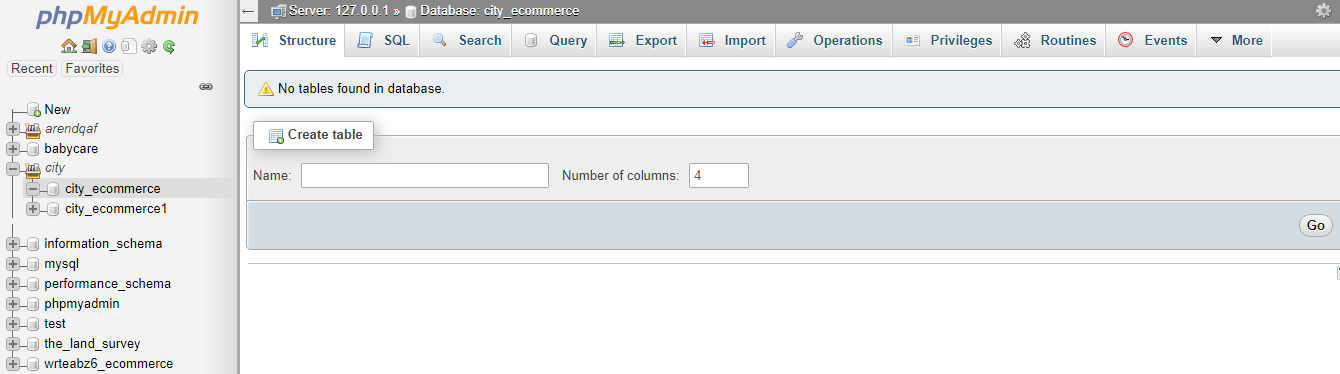 phpMyAdmin
Recent Favorites
New
arendqaf
babycare
city
city_ecommerce
city_ecommerce1
information_schema
mysql
performance_schema
phpmyadmin
test
the_land_survey
wrteabz6_ecommerce
Server: 127.0.0.1 » Database: city_ecommerce
Structure SQL Search Query Export Import Operations Privileges Routines Events More
No tables found in database.
Create table
Name: Number of columns: 4
Go